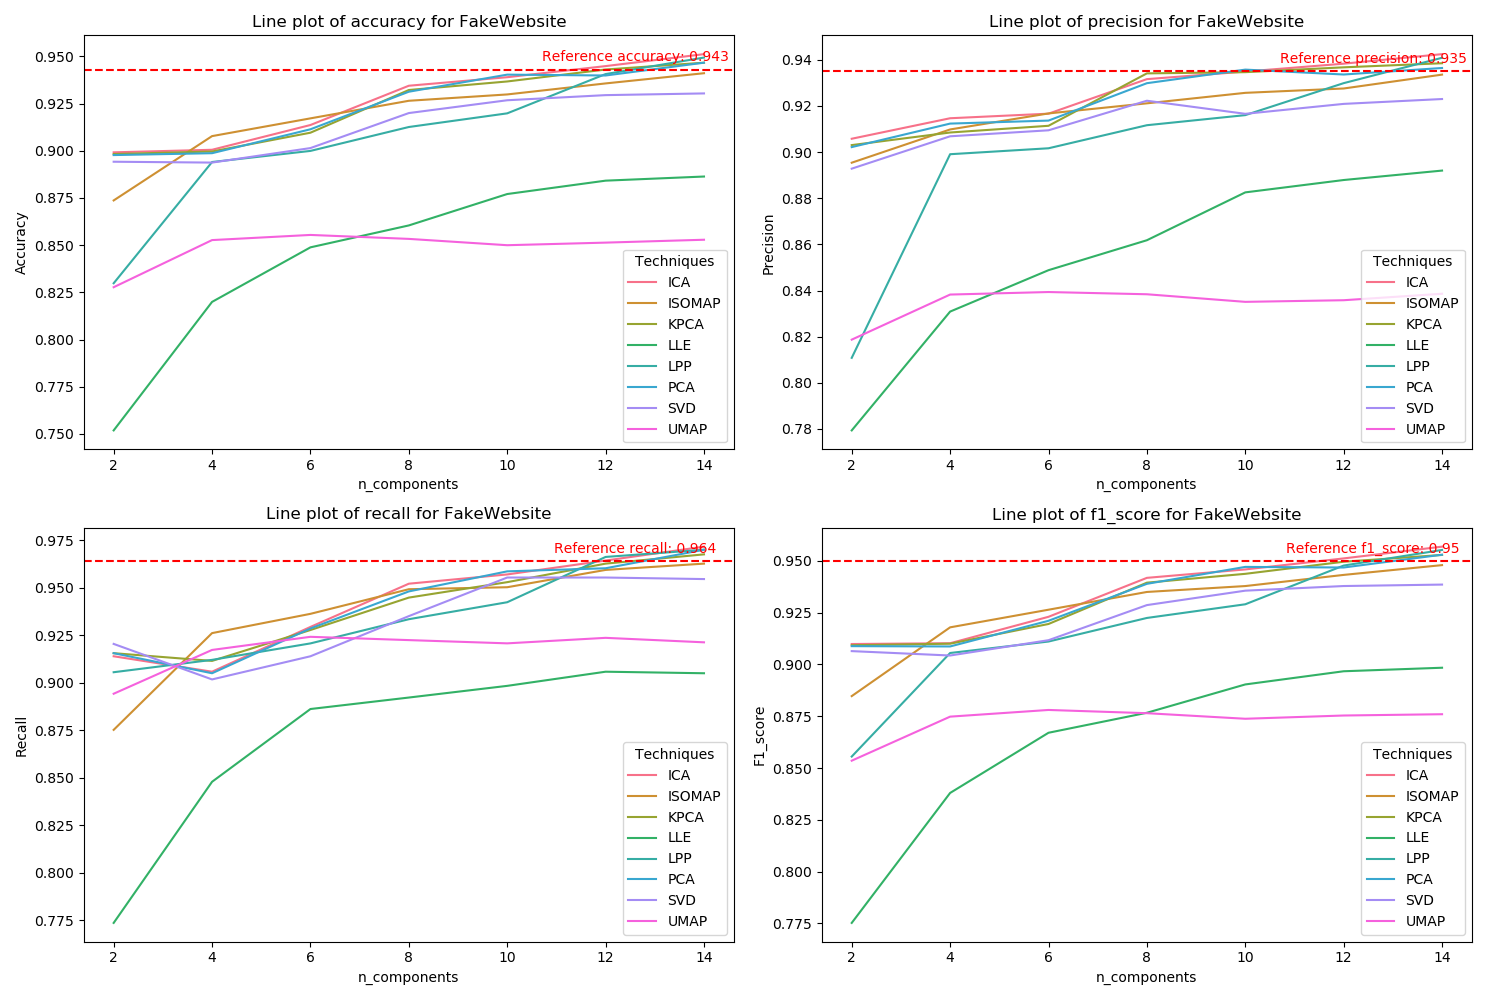 Line plot of accuracy for FakeWebsite
Reference accuracy: 0.943
Accuracy
0.950
0.925
0.900
0.875
0.850
0.825
0.800
0.775
0.750
Techniques
ICA
ISOMAP
KPCA
LLE
LPP
PCA
SVD
UMAP
2 4 6 8 10 12 14
n_components
Line plot of precision for FakeWebsite
Reference precision: 0.935
Precision
0.94
0.92
0.90
0.88
0.86
0.84
0.82
0.80
0.78
Techniques
ICA
ISOMAP
KPCA
LLE
LPP
PCA
SVD
UMAP
2 4 6 8 10 12 14
n_components
Line plot of recall for FakeWebsite
Reference recall: 0.964
Recall
0.975
0.950
0.925
0.900
0.875
0.850
0.825
0.800
0.775
Techniques
ICA
ISOMAP
KPCA
LLE
LPP
PCA
SVD
UMAP
2 4 6 8 10 12 14
n_components
Line plot of f1_score for FakeWebsite
Reference f1_score: 0.95
F1_score
0.950
0.925
0.900
0.875
0.850
0.825
0.800
0.775
Techniques
ICA
ISOMAP
KPCA
LLE
LPP
PCA
SVD
UMAP
2 4 6 8 10 12 14
n_components